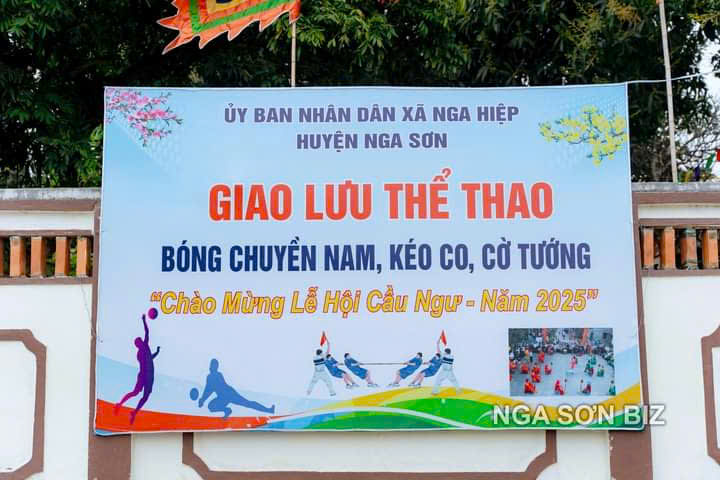 ỦY BAN NHÂN DÂN XÃ NGA HIỆP
HUYỆN NGA SƠN
GIAO LƯU THỂ THAO
BÓNG CHUYỀN NAM, KÉO CO, CỜ TƯỚNG
“Chào Mừng Lễ Hội Cầu Ngư - Năm 2025”
NGA SƠN BIZ